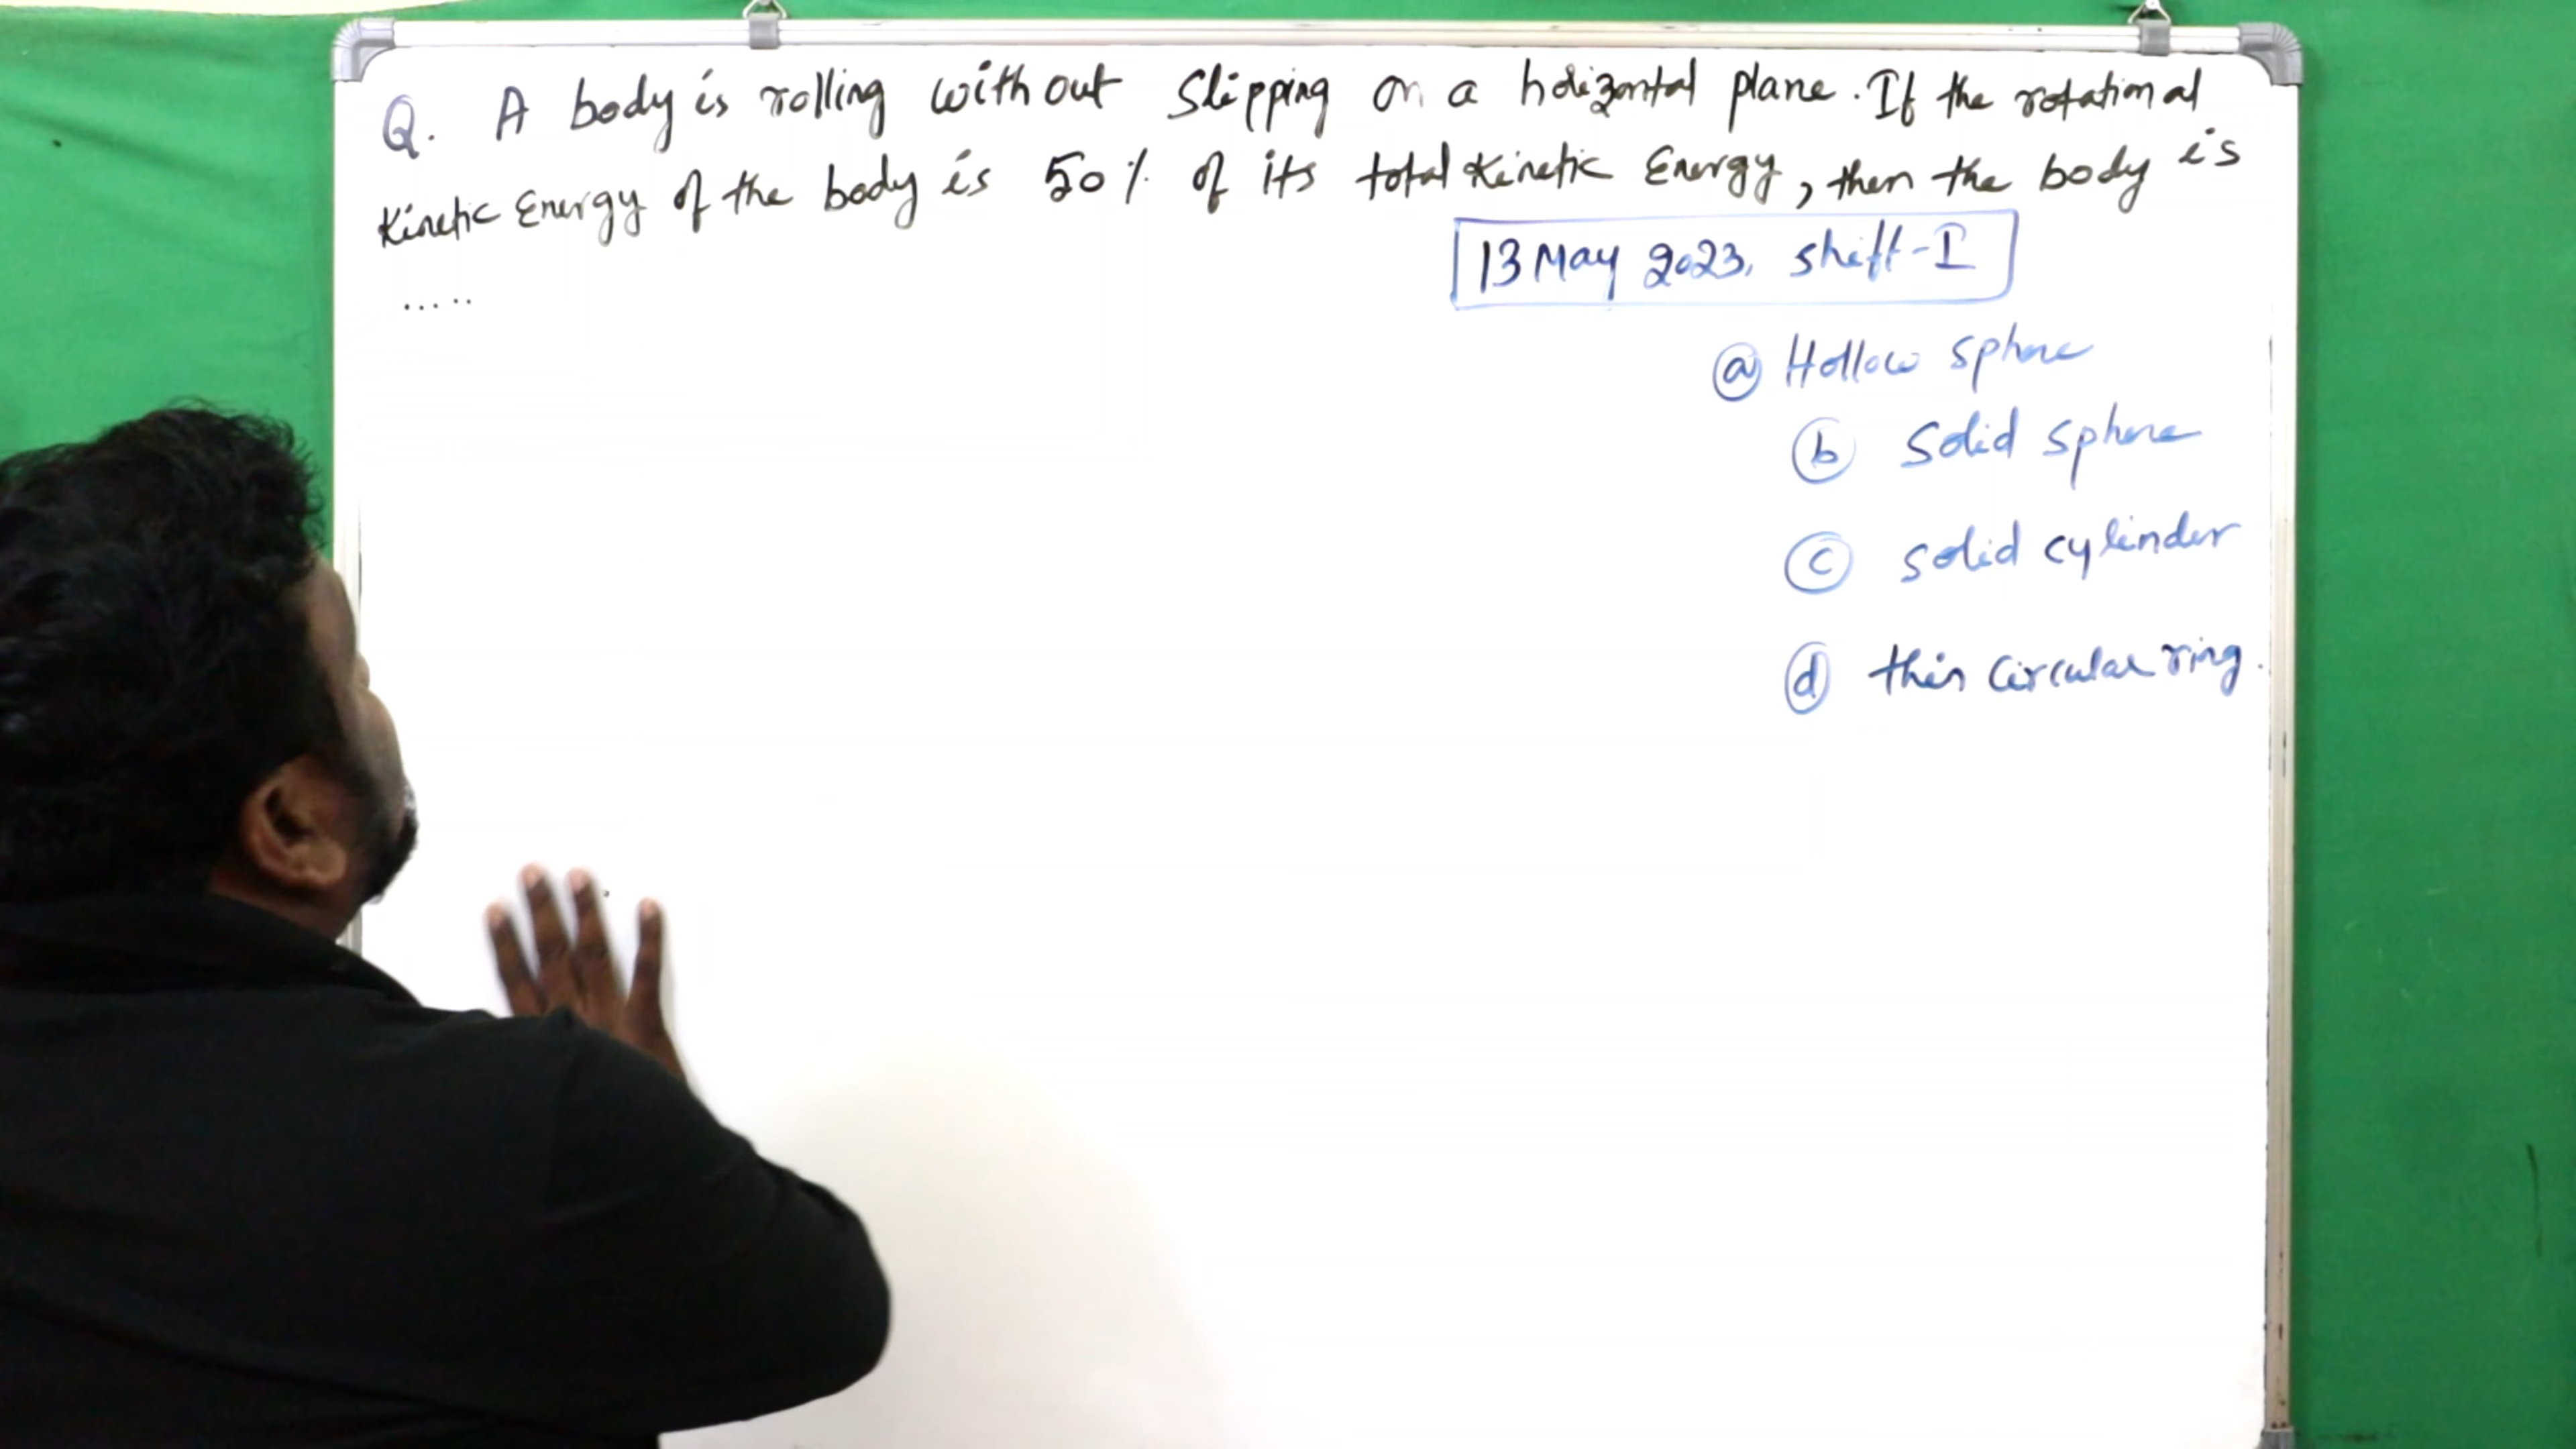 Q. A body is rolling without slipping on a horizontal plane. If the rotational
Kinetic Energy of the body is 50% of its total Kinetic Energy, then the body is
.....
13 May 2023, shift-I
(a) Hollow sphere
(b) Solid sphere
(c) solid cylinder
(d) thin circular ring.